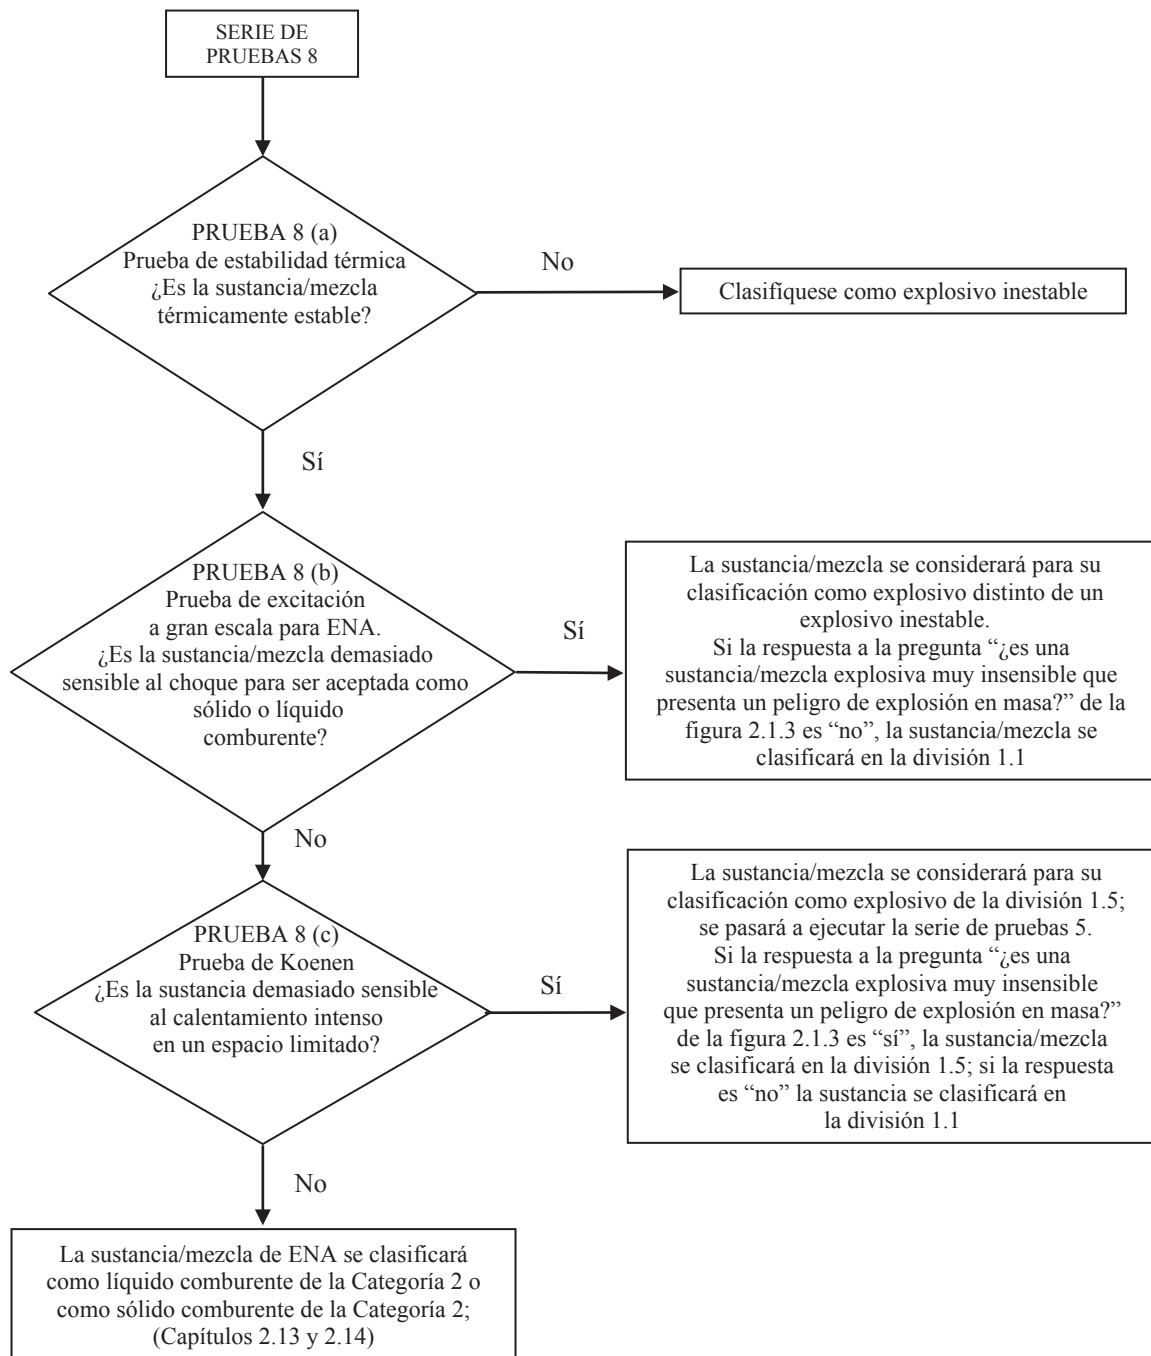 SERIE DE
PRUEBAS 8
PRUEBA 8 (a)
Prueba de estabilidad térmica
¿Es la sustancia/mezcla
térmicamente estable?
No
Clasifíquese como explosivo inestable
Sí
PRUEBA 8 (b)
Prueba de excitación
a gran escala para ENA.
¿Es la sustancia/mezcla demasiado
sensible al choque para ser aceptada como
sólido o líquido
comburente?
Sí
La sustancia/mezcla se considerará para su
clasificación como explosivo distinto de un
explosivo inestable.
Si la respuesta a la pregunta “¿es una
sustancia/mezcla explosiva muy insensible que
presenta un peligro de explosión en masa?” de la
figura 2.1.3 es “no”, la sustancia/mezcla se
clasificará en la división 1.1
No
PRUEBA 8 (c)
Prueba de Koenen
¿Es la sustancia demasiado sensible
al calentamiento intenso
en un espacio limitado?
Sí
La sustancia/mezcla se considerará para su
clasificación como explosivo de la división 1.5;
se pasará a ejecutar la serie de pruebas 5.
Si la respuesta a la pregunta “¿es una
sustancia/mezcla explosiva muy insensible
que presenta un peligro de explosión en masa?”
de la figura 2.1.3 es “sí”, la sustancia/mezcla
se clasificará en la división 1.5; si la respuesta
es “no” la sustancia se clasificará en
la división 1.1
No
La sustancia/mezcla de ENA se clasificará
como líquido comburente de la Categoría 2 o
como sólido comburente de la Categoría 2;
(Capítulos 2.13 y 2.14)